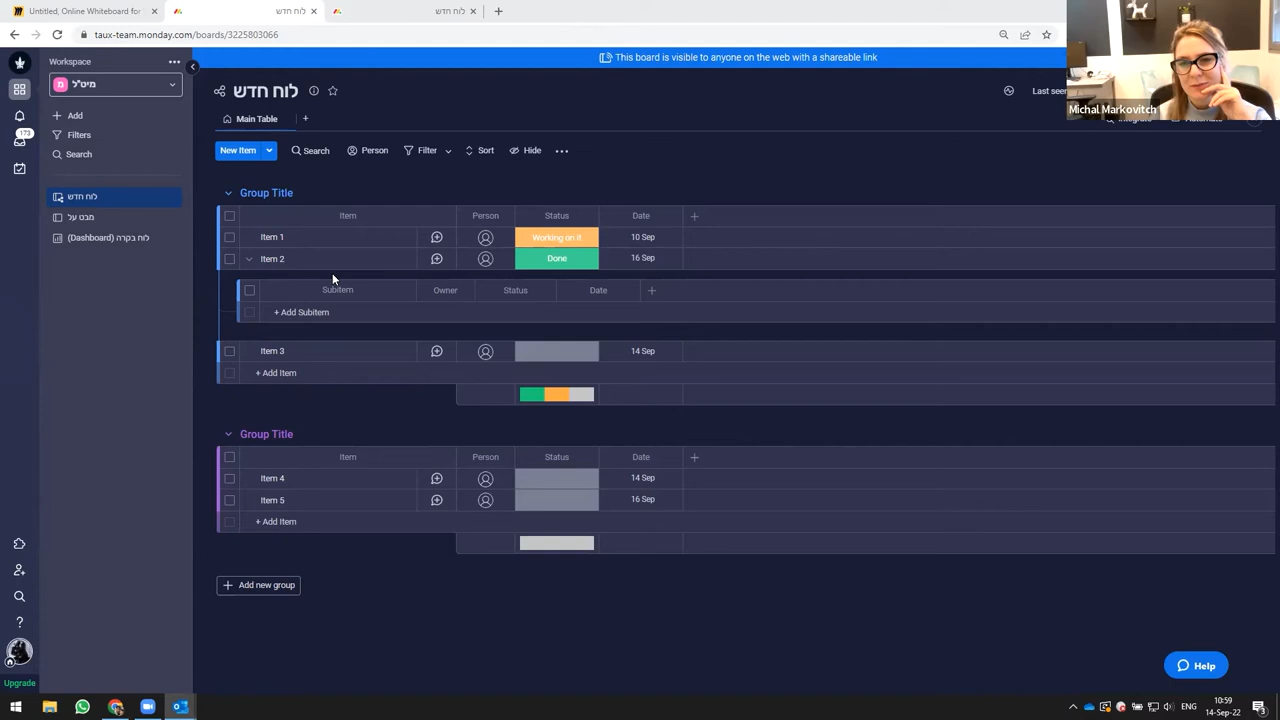 Untitled, Online Whiteboard for
לוח חדש
לוח חדש
taux-team.monday.com/boards/3225803066
Michal Markovitch
Workspace
This board is visible to anyone on the web with a shareable link
מ
מיט"ל
לוח חדש
Last seen
Add
Main Table
Filters
173
Search
New Item
Search
Person
Filter
Sort
Hide
לוח חדש
מבט על
לוח בקרה (Dashboard)
Group Title
Item
Person
Status
Date
Item 1
Working on it
10 Sep
Item 2
Done
16 Sep
Subitem
Owner
Status
Date
+ Add Subitem
Item 3
14 Sep
+ Add Item
Group Title
Item
Person
Status
Date
Item 4
14 Sep
Item 5
16 Sep
+ Add Item
Add new group
Upgrade
Help
10:59
14-Sep-22